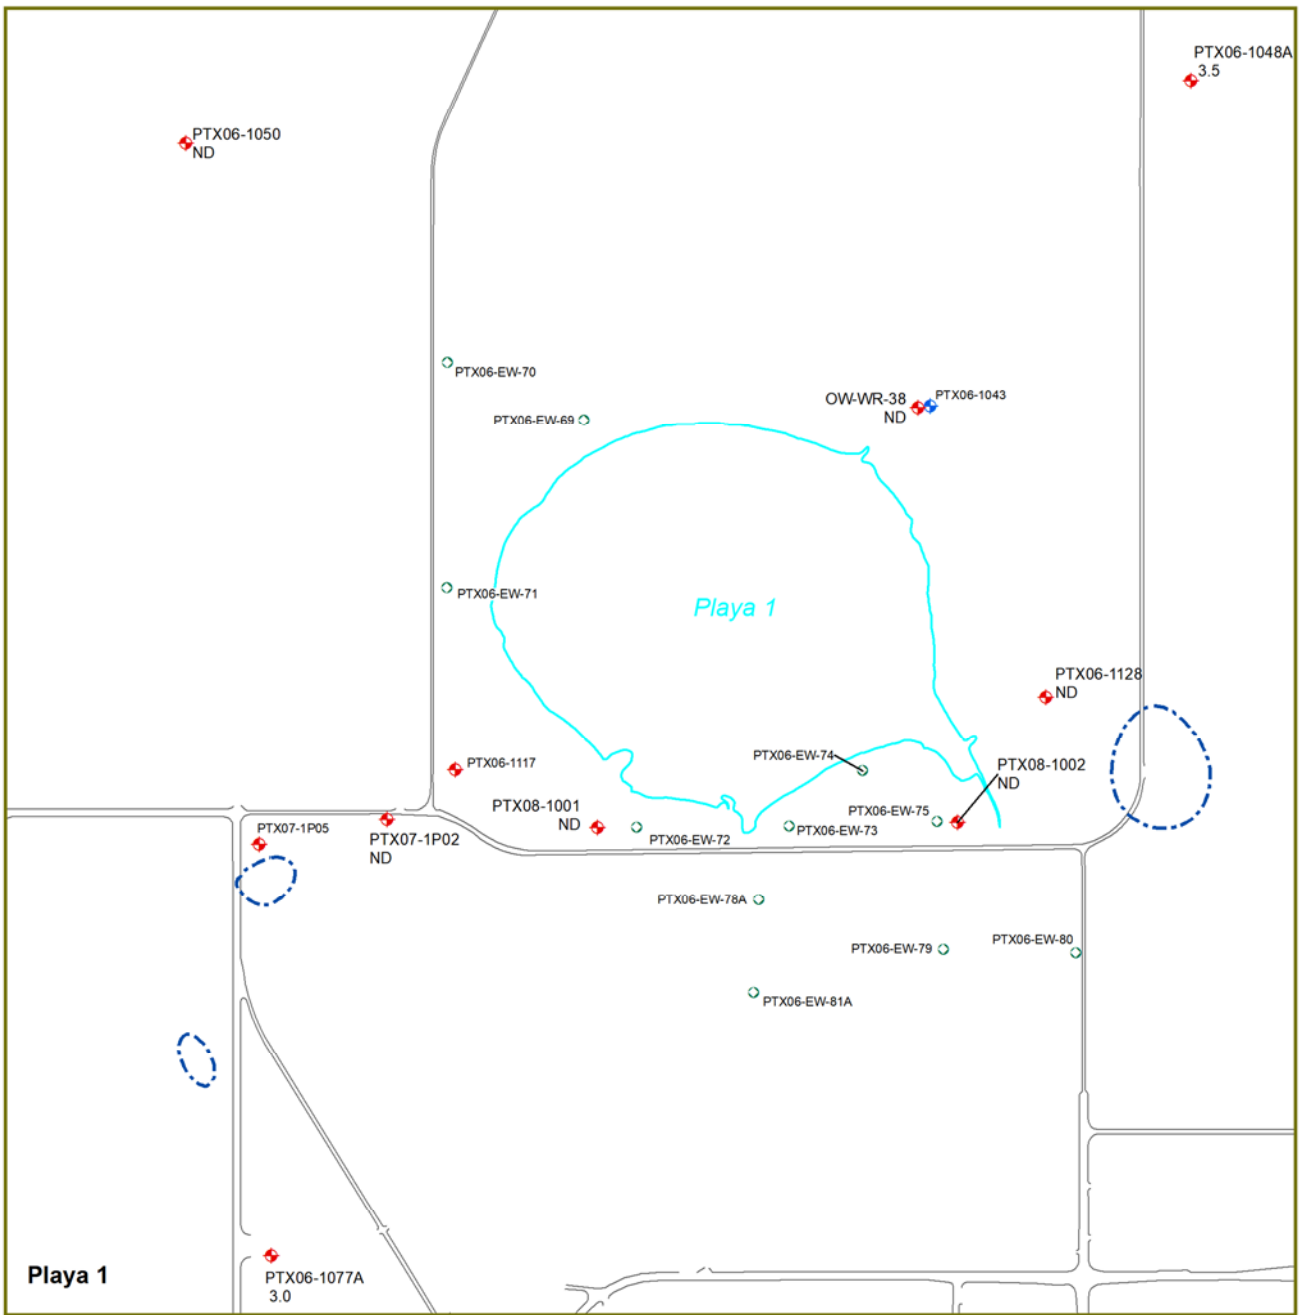 PTX06-1048A
3.5
PTX06-1050
ND
PTX06-EW-70
OW-WR-38
ND
PTX06-1043
PTX06-EW-69
PTX06-EW-71
Playa 1
PTX06-1128
ND
PTX06-EW-74
PTX06-1117
PTX08-1002
ND
PTX08-1001
ND
PTX06-EW-75
PTX07-1P05
PTX07-1P02
ND
PTX06-EW-72
PTX06-EW-73
PTX06-EW-78A
PTX06-EW-79
PTX06-EW-80
PTX06-EW-81A
Playa 1
PTX06-1077A
3.0